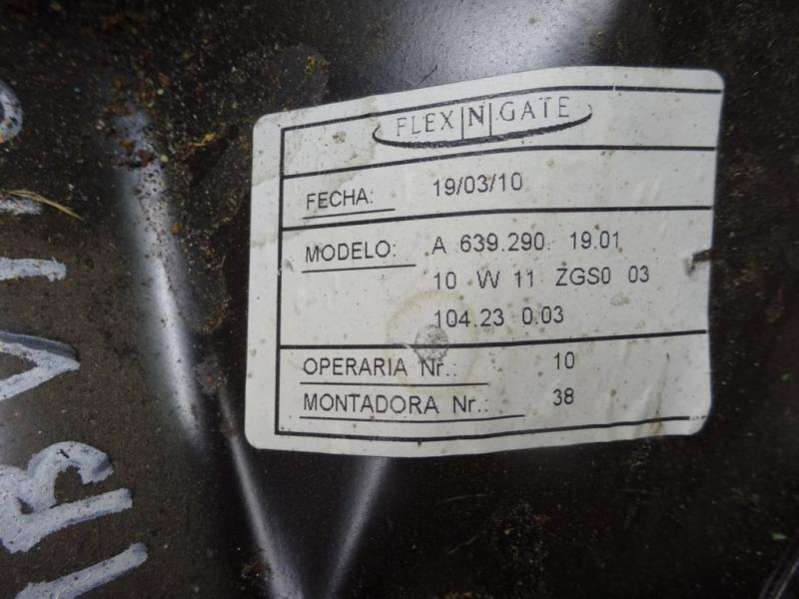 FLEX|N|GATE
FECHA: 19/03/10
MODELO: A 639.290. 19.01
10 W 11 ZGS0 03
104.23 0.03
OPERARIA Nr.: 10
MONTADORA Nr.: 38